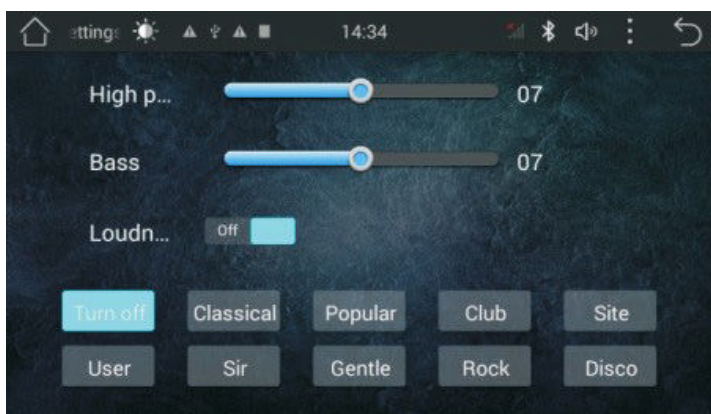 ettings 14:34
High p... 07
Bass 07
Loudn... Off
Turn off Classical Popular Club Site
User Sir Gentle Rock Disco